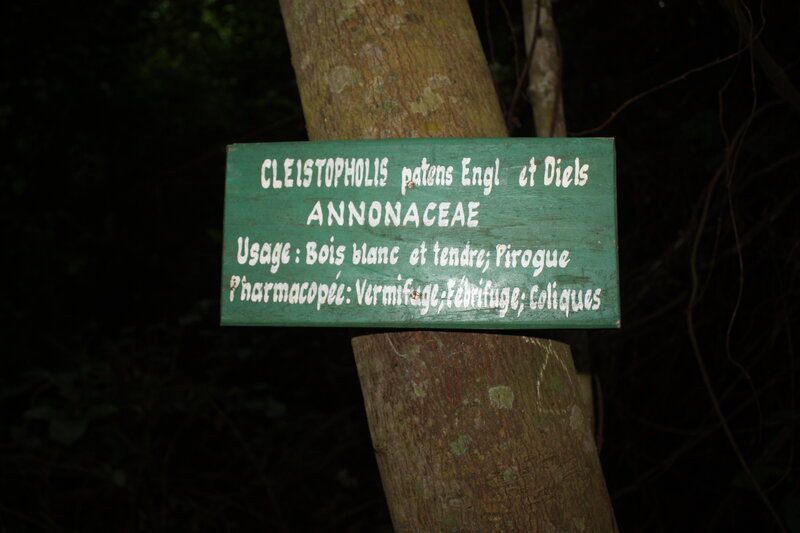 CLEISTOPHOLIS patens Engl et Diels
ANNONACEAE
Usage: Bois blanc et tendre; Pirogue
Pharmacopée: Vermifuge; Fébrifuge; Coliques